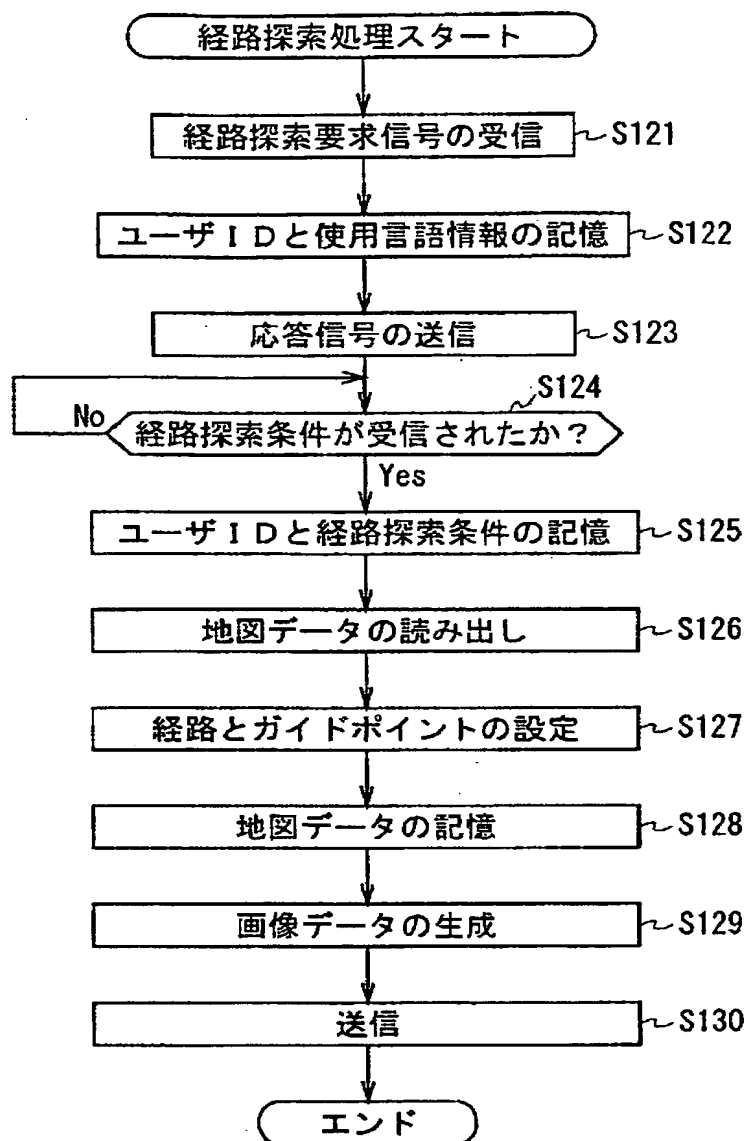 経路探索処理スタート
経路探索要求信号の受信 S121
ユーザIDと使用言語情報の記憶 S122
応答信号の送信 S123
S124
No
経路探索条件が受信されたか?
Yes
ユーザIDと経路探索条件の記憶 S125
地図データの読み出し S126
経路とガイドポイントの設定 S127
地図データの記憶 S128
画像データの生成 S129
送信 S130
エンド